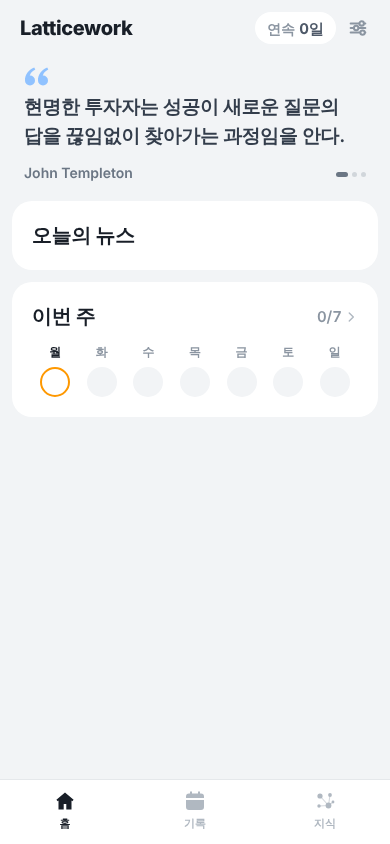 Latticework
연속 0일
현명한 투자자는 성공이 새로운 질문의
답을 끊임없이 찾아가는 과정임을 안다.
John Templeton
오늘의 뉴스
이번 주
0/7
월 화 수 목 금 토 일
홈 기록 지식